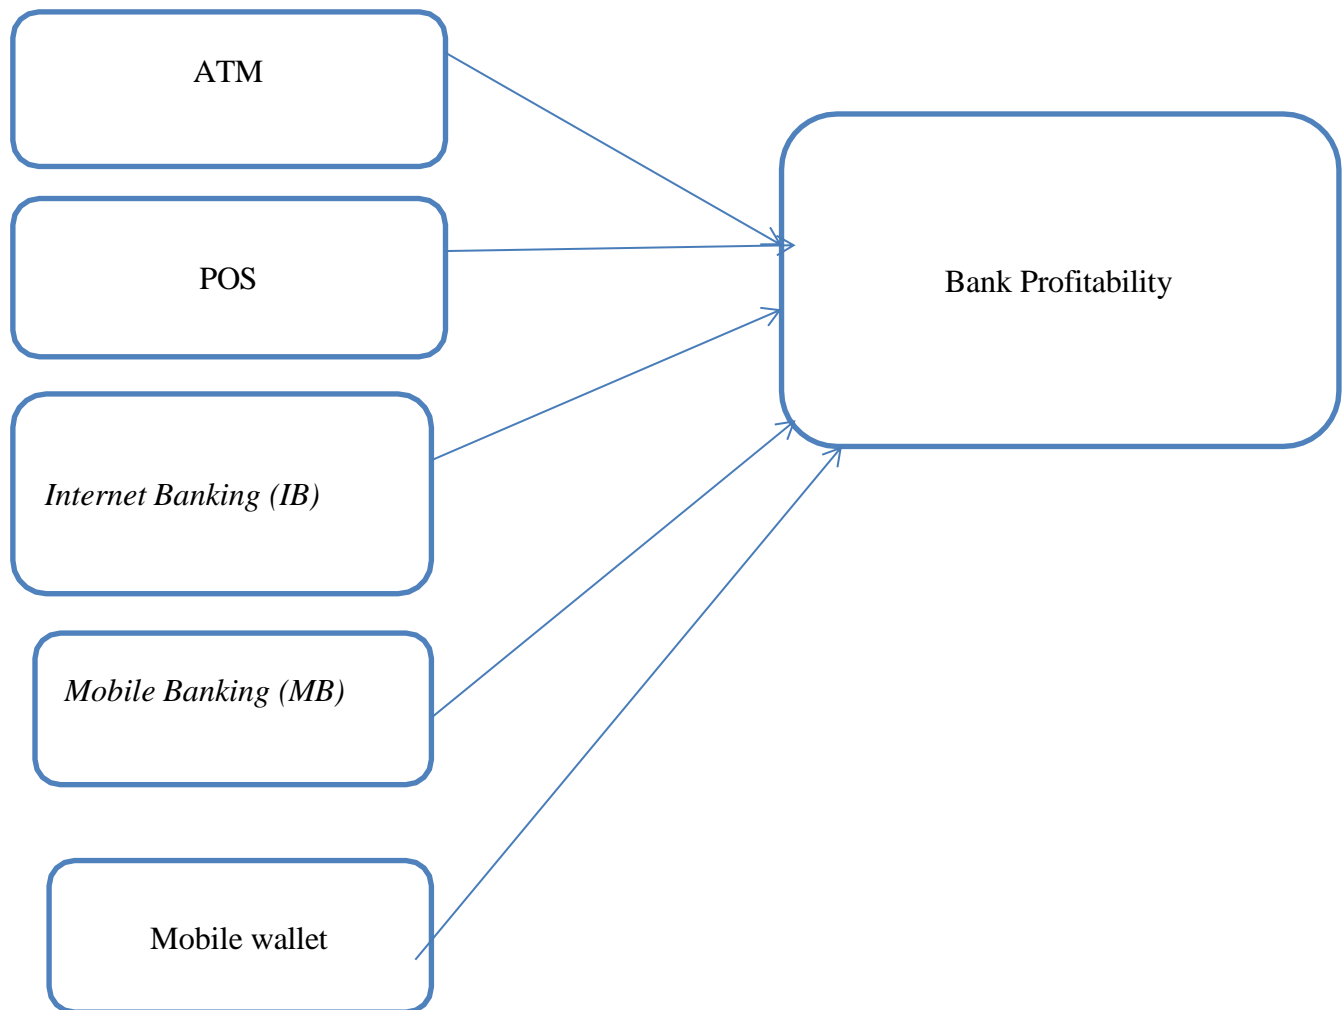 ATM
POS
Bank Profitability
Internet Banking (IB)
Mobile Banking (MB)
Mobile wallet